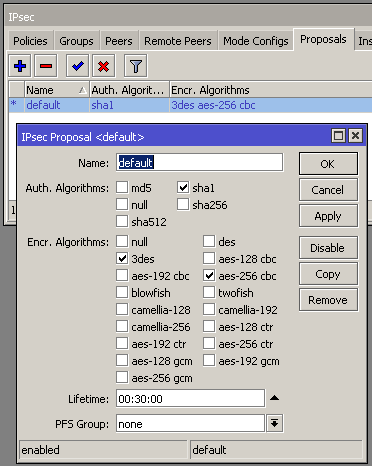 IPsec
Policies Groups Peers Remote Peers Mode Configs Proposals Ins
Name Auth. Algorit... Encr. Algorithms
* default sha1 3des aes-256 cbc
IPsec Proposal <default>
Name: default OK
Auth. Algorithms: md5 sha1 Cancel
null sha256 Apply
sha512
Encr. Algorithms: null des Disable
3des aes-128 cbc Copy
aes-192 cbc aes-256 cbc Remove
blowfish twofish
camellia-128 camellia-192
camellia-256 aes-128 ctr
aes-192 ctr aes-256 ctr
aes-128 gcm aes-192 gcm
aes-256 gcm
Lifetime: 00:30:00
PFS Group: none
enabled default